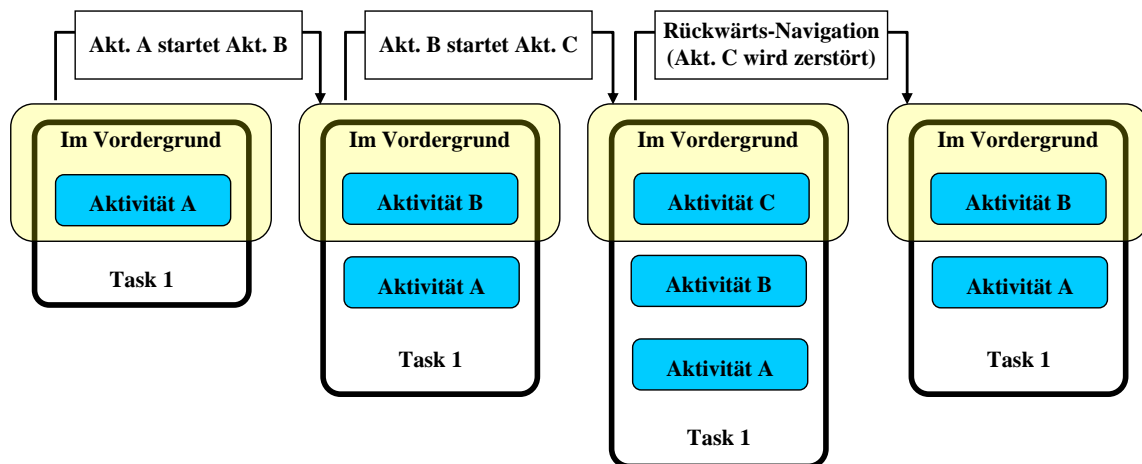 Akt. A startet Akt. B
Akt. B startet Akt. C
Rückwärts-Navigation
(Akt. C wird zerstört)
Im Vordergrund
Aktivität A
Task 1
Im Vordergrund
Aktivität B
Aktivität A
Task 1
Im Vordergrund
Aktivität C
Aktivität B
Aktivität A
Task 1
Im Vordergrund
Aktivität B
Aktivität A
Task 1